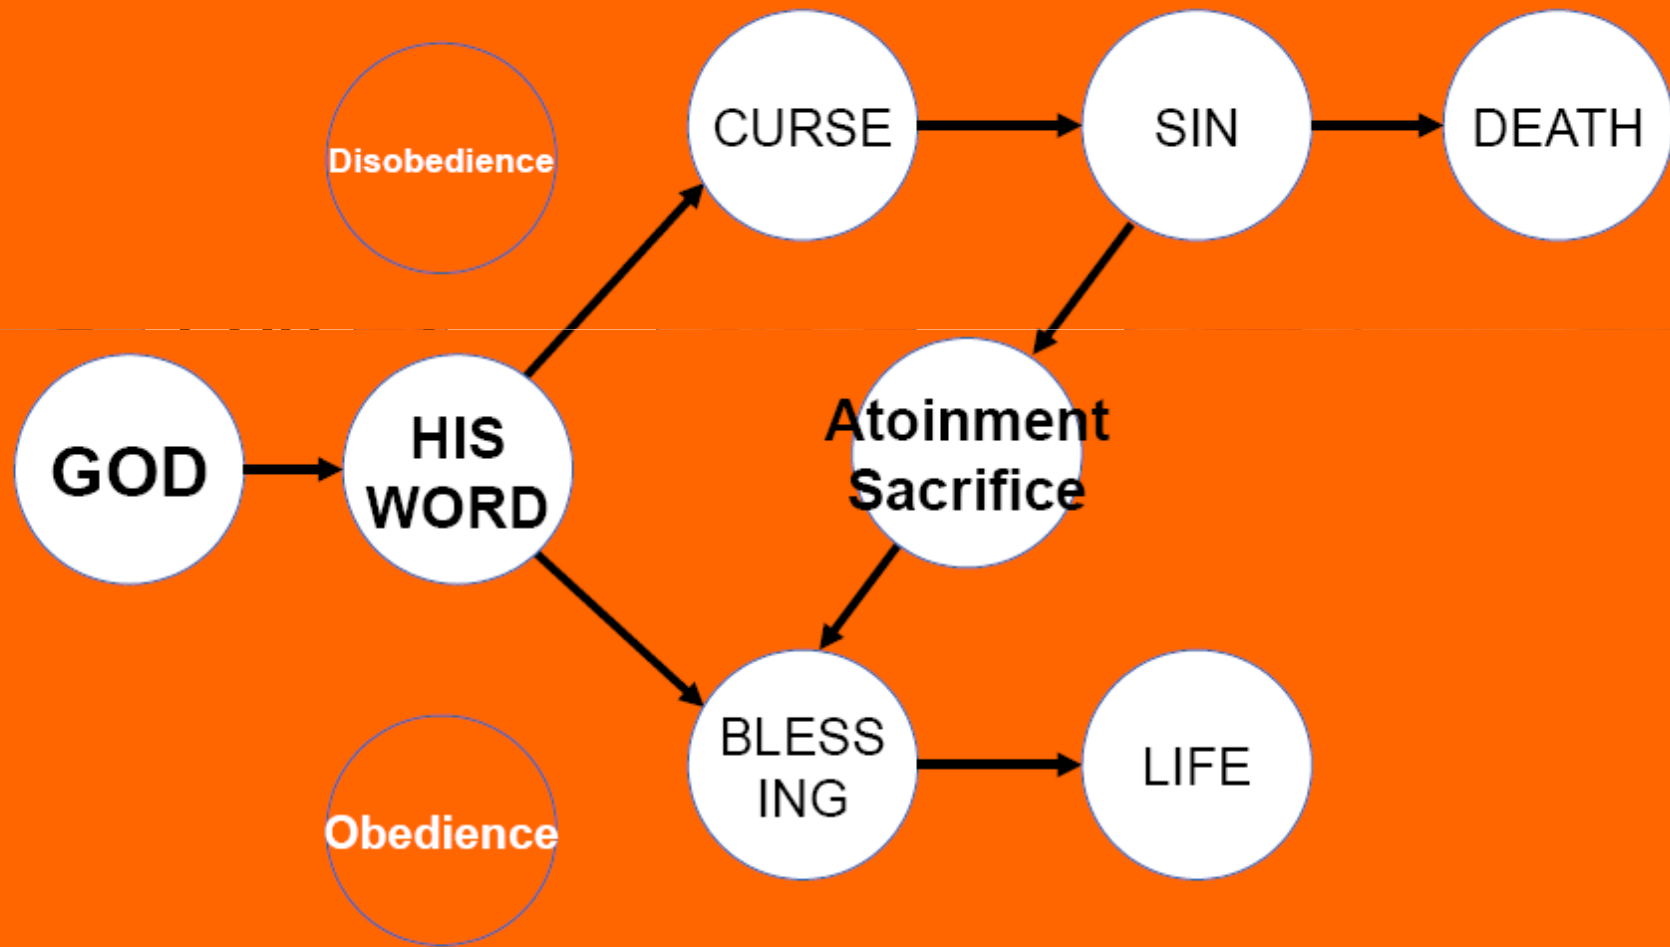 Disobedience
CURSE
SIN
DEATH
GOD
HIS
WORD
Atoinment
Sacrifice
BLESS
ING
LIFE
Obedience